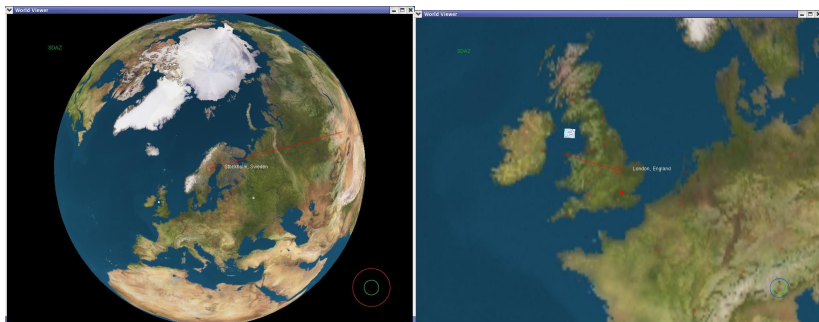 World Viewer
3DAZ
Stockholm, Sweden
World Viewer
3DAZ
London, England